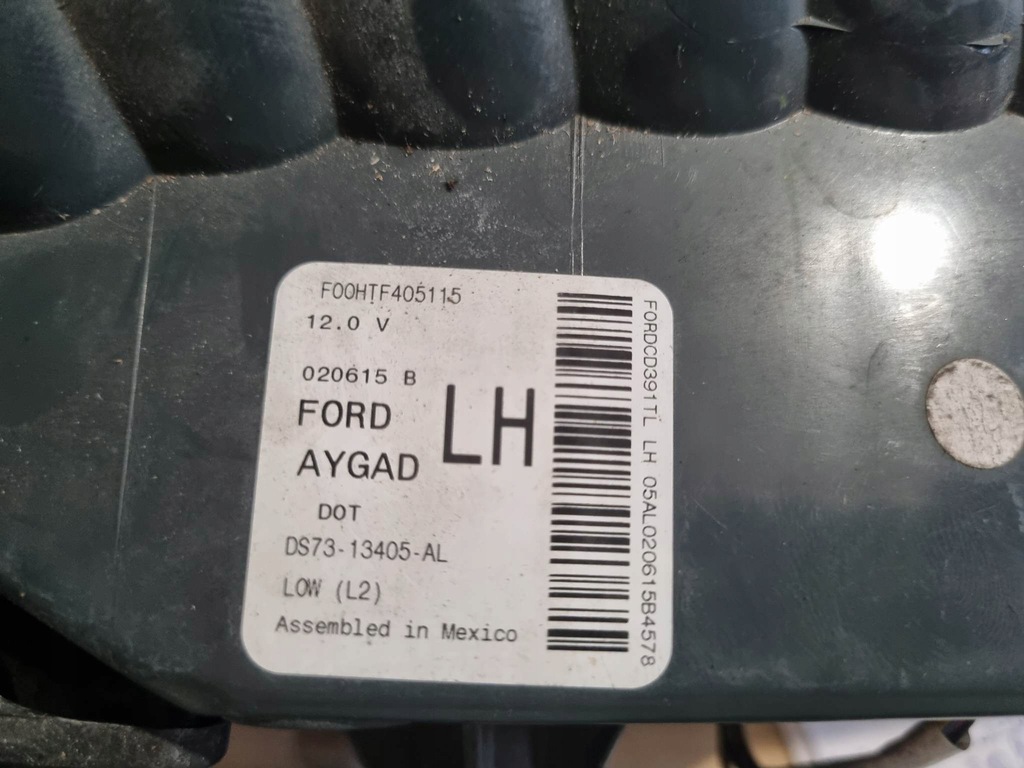 F00HTF405115
12.0 V
020615 B
FORD
LH
AYGAD
DOT
DS73-13405-AL
LOW (L2)
Assembled in Mexico
FORDCD391TL LH 05AL020615B4578